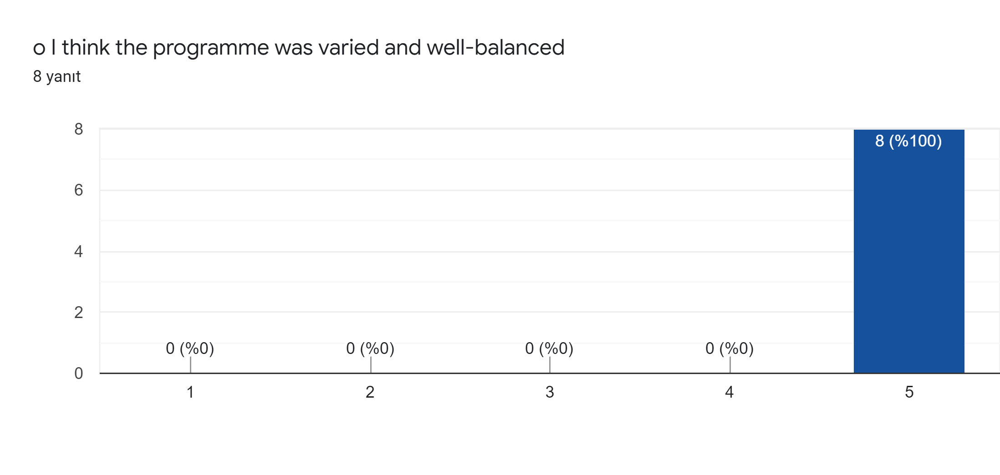 o I think the programme was varied and well-balanced
8 yanıt
8
8 (%100)
6
4
2
0 (%0) 0 (%0) 0 (%0) 0 (%0)
0
1 2 3 4 5